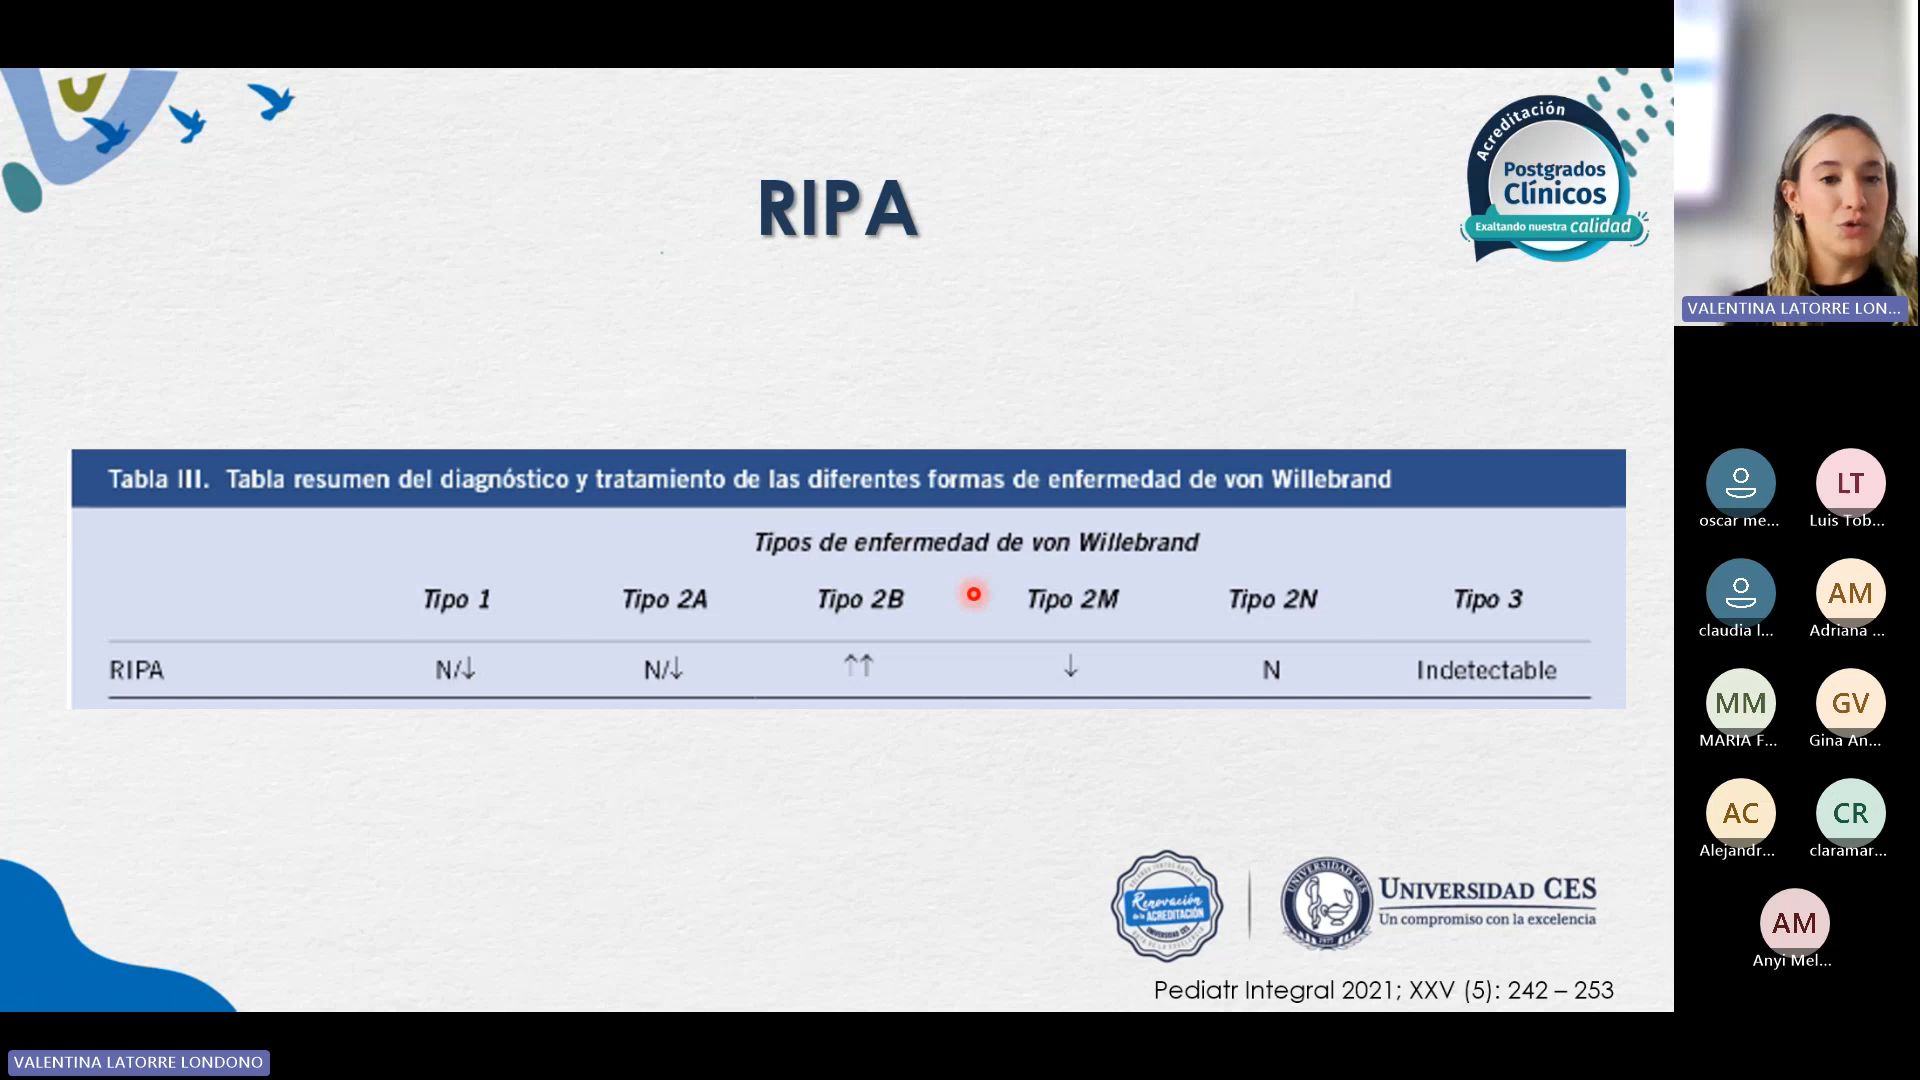 Acreditación
Postgrados
Clínicos
Exaltando nuestra calidad
RIPA
VALENTINA LATORRE LON...
Tabla III. Tabla resumen del diagnóstico y tratamiento de las diferentes formas de enfermedad de von Willebrand
Tipos de enfermedad de von Willebrand
Tipo 1 Tipo 2A Tipo 2B Tipo 2M Tipo 2N Tipo 3
RIPA N/↓ N/↓ ↑↑ ↓ N Indetectable
LT
oscar me... Luis Tob...
AM
claudia l... Adriana ...
MM GV
MARIA F... Gina An...
AC CR
Alejandr... claramar...
AM
Anyi Mel...
Renovación
de la ACREDITACIÓN
UNIVERSIDAD CES
UNIVERSIDAD CES
UNIVERSIDAD CES
Un compromiso con la excelencia
Pediatr Integral 2021; XXV (5): 242 – 253
VALENTINA LATORRE LONDONO